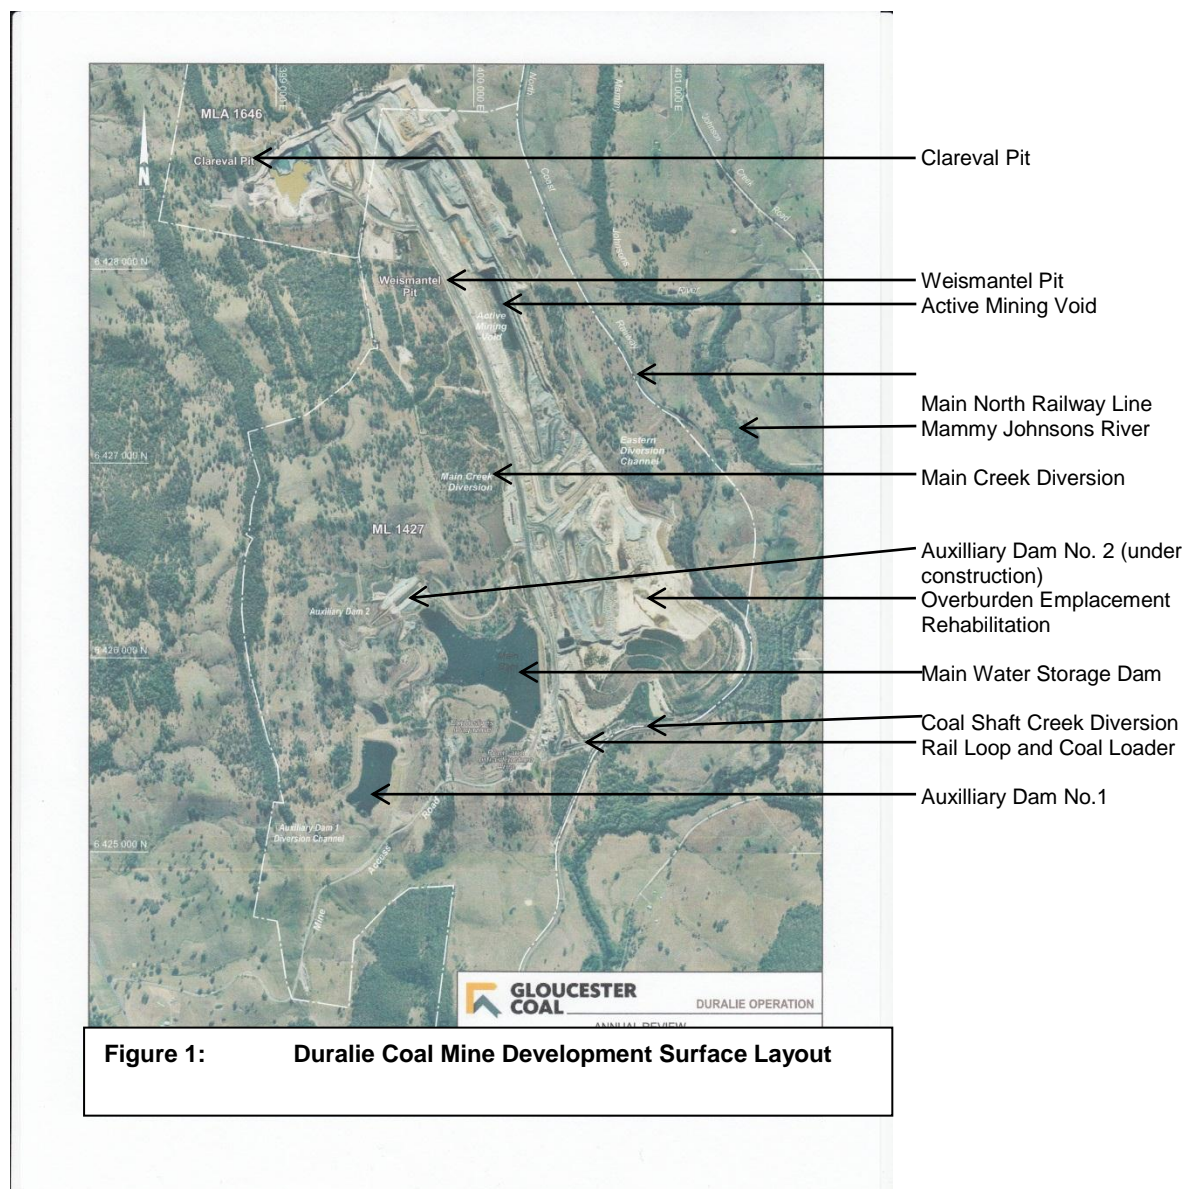 MLA 1646
399 000 E
400 000 E
North
Mammy
401 000 E
Johnson
Clareval Pit
Clareval Pit
N
Coast
Creek
Road
Johnsons
6 428 000 N
Weismantel
Pit
River
Weismantel Pit
Active Mining Void
Active
Mining
Void
Railway
Main North Railway Line
Mammy Johnsons River
Eastern
Diversion
Channel
6 427 000 N
Main Creek
Diversion
Main Creek Diversion
ML 1427
Auxilliary Dam No. 2 (under
construction)
Auxiliary Dam 2
Overburden Emplacement
Rehabilitation
6 426 000 N
Main Water Storage Dam
Coal Shaft Creek Diversion
Rail Loop and Coal Loader
Auxilliary Dam No.1
Auxiliary Dam 1
Diversion Channel
6 425 000 N
Mine Access Road
GLOUCESTER
COAL
DURALIE OPERATION
ANNUAL REVIEW
Figure 1: Duralie Coal Mine Development Surface Layout